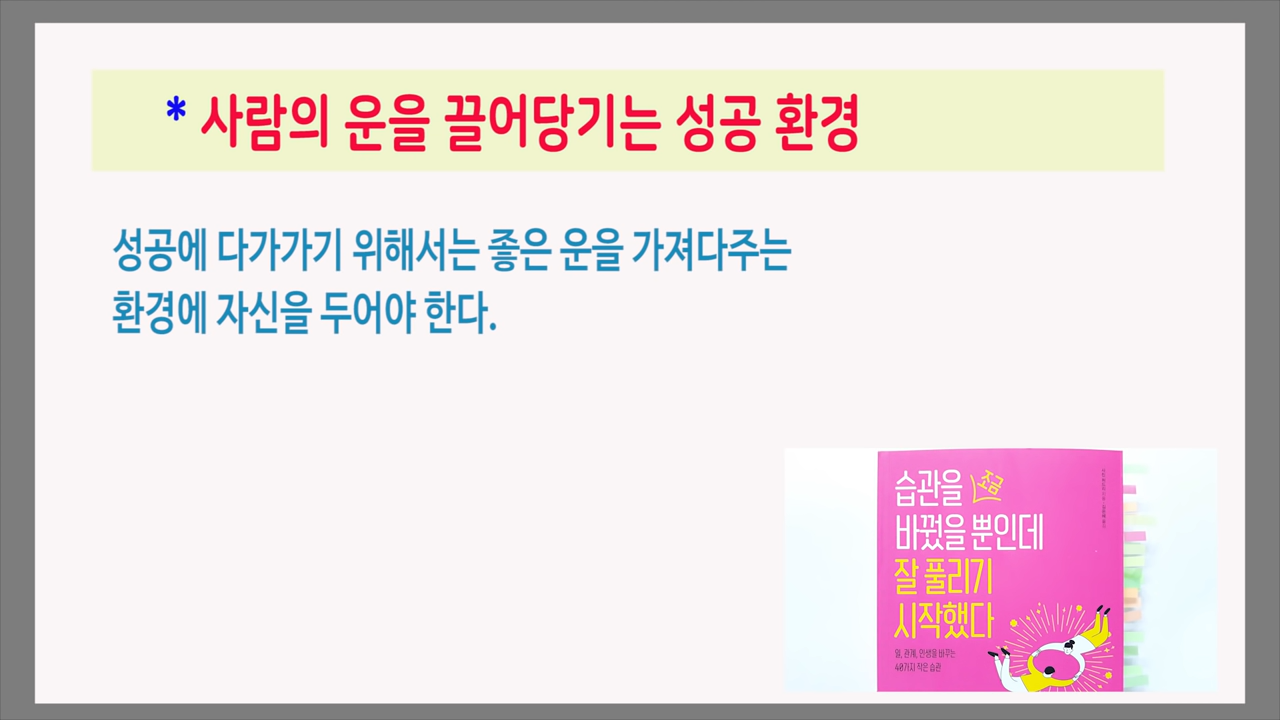 * 사람의 운을 끌어당기는 성공 환경
성공에 다가가기 위해서는 좋은 운을 가져다주는
환경에 자신을 두어야 한다.
습관을 조금
바꿨을 뿐인데
잘 풀리기
시작했다
일, 관계, 인생을 바꾸는
40가지 작은 습관